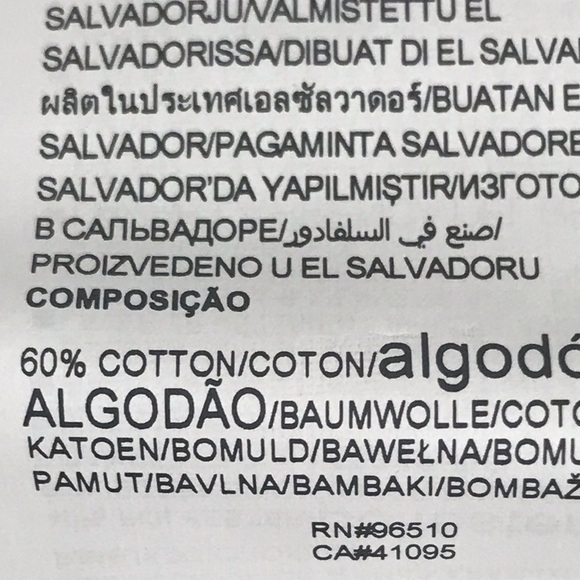 SALVADORJU/VALMISTETTU EL
SALVADORISSA/DIBUAT DI EL SALVA
ผลิตในประเทศเอลซัลวาดอร์/BUATAN E
SALVADOR/PAGAMINTA SALVADORE
SALVADOR'DA YAPILMIŞTIR/ИЗГОТО
В САЛЬВАДОРЕ/صنع في السلفادور/
PROIZVEDENO U EL SALVADORU
COMPOSIÇÃO
60% COTTON/COTON/algodó
ALGODÃO/BAUMWOLLE/COTO
KATOEN/BOMULD/BAWEŁNA/BOMU
PAMUT/BAVLNA/BAMBAKI/BOMBAŽ
RN#96510
CA#41095